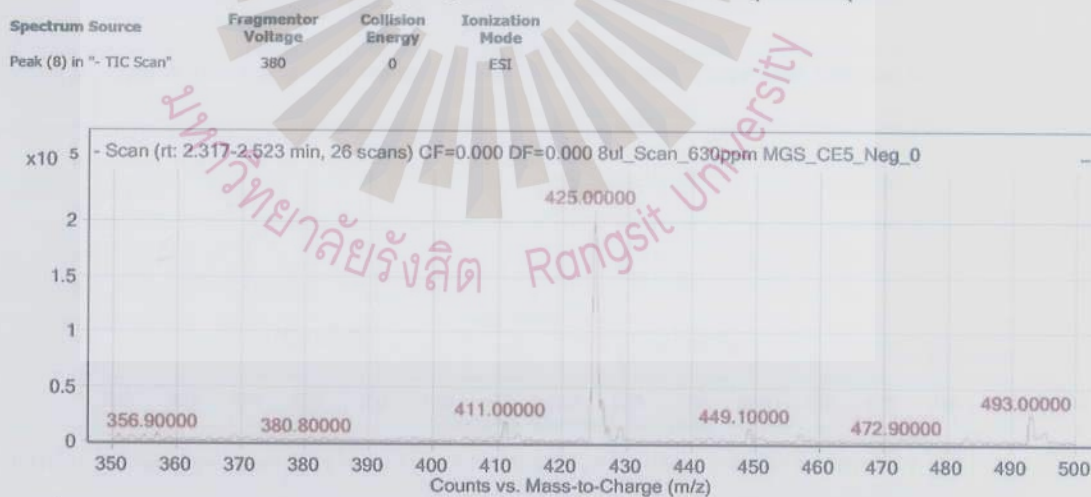 Spectrum Source
Fragmentor Voltage
Collision Energy
Ionization Mode
Peak (8) in "- TIC Scan"
380
0
ESI
x10 5
- Scan (rt: 2.317-2.523 min, 26 scans) CF=0.000 DF=0.000 8ul_Scan_630ppm MGS_CE5_Neg_0
425.00000
2
1.5
1
0.5
0
356.90000
380.80000
411.00000
449.10000
472.90000
493.00000
350 360 370 380 390 400 410 420 430 440 450 460 470 480 490 500
Counts vs. Mass-to-Charge (m/z)
มหาวิทยาลัยรังสิต Rangsit University